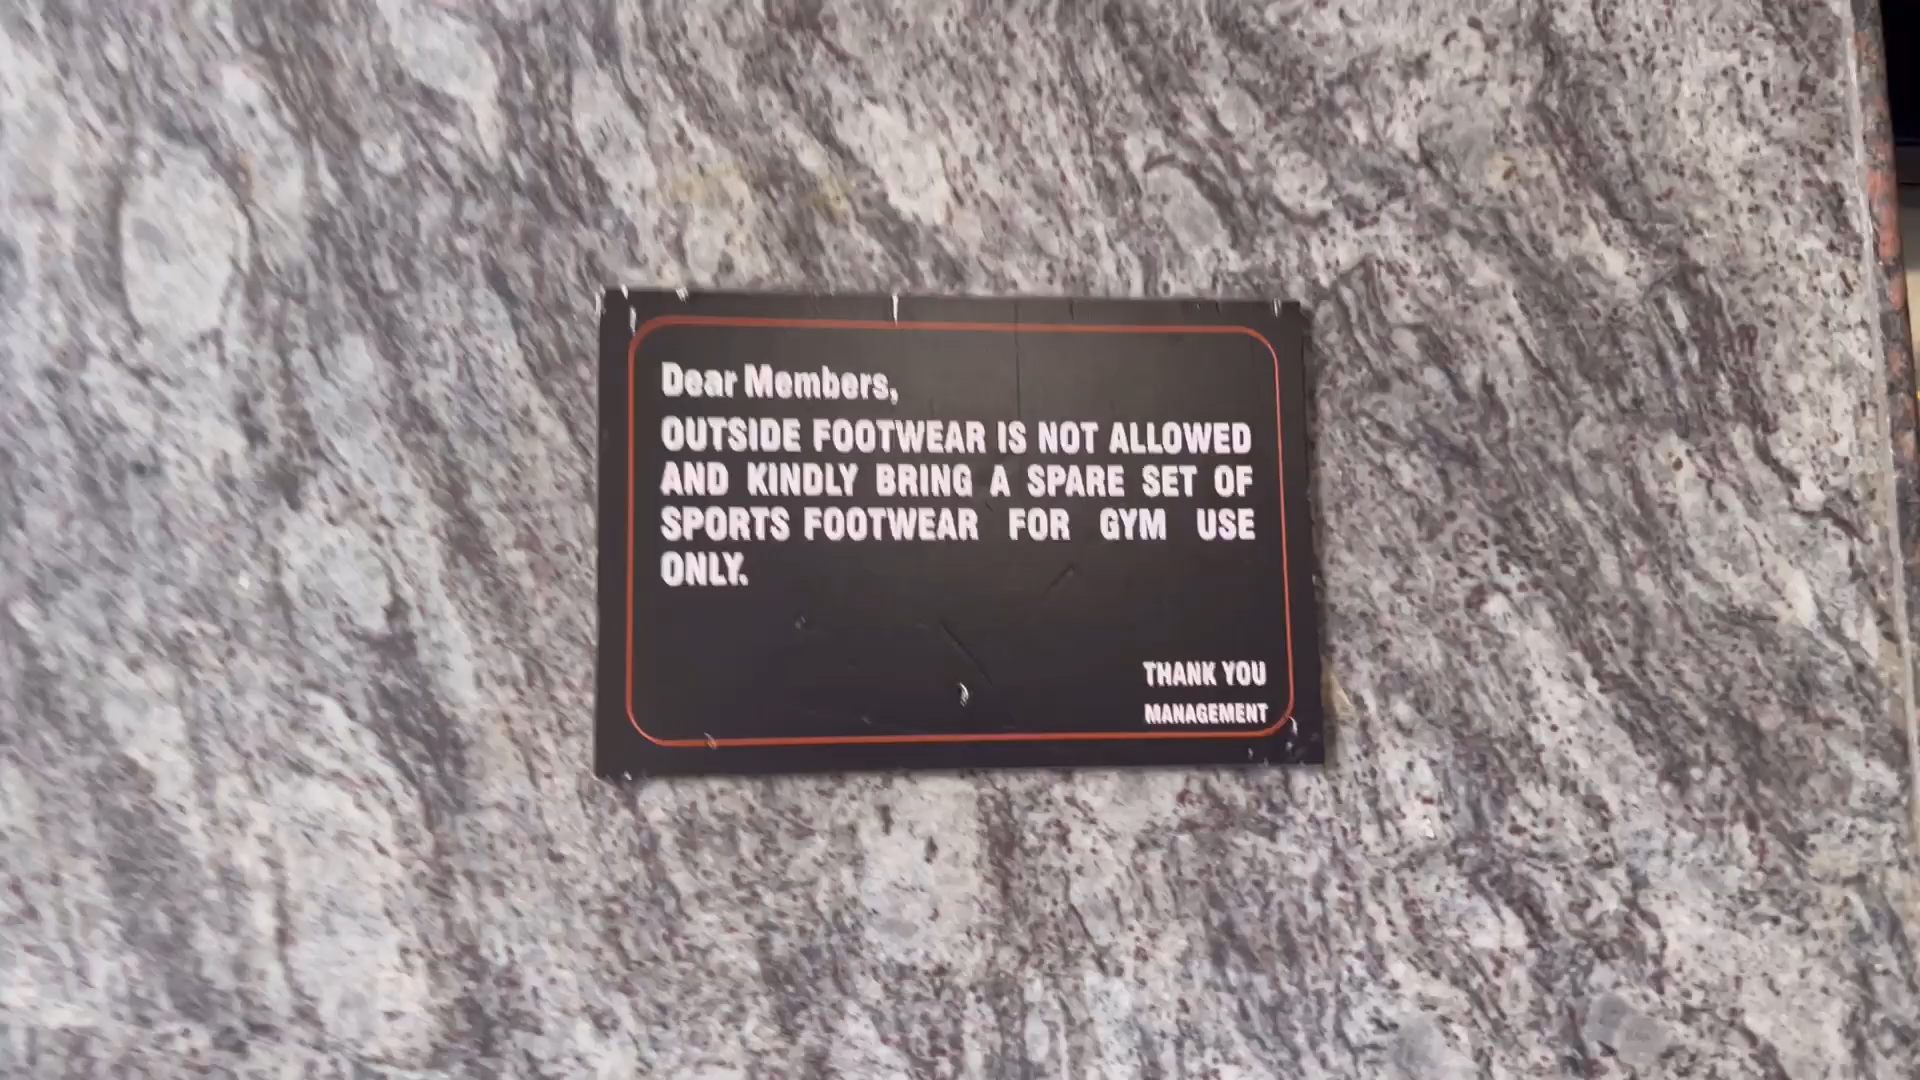 Dear Members,
OUTSIDE FOOTWEAR IS NOT ALLOWED
AND KINDLY BRING A SPARE SET OF
SPORTS FOOTWEAR FOR GYM USE
ONLY.
THANK YOU
MANAGEMENT